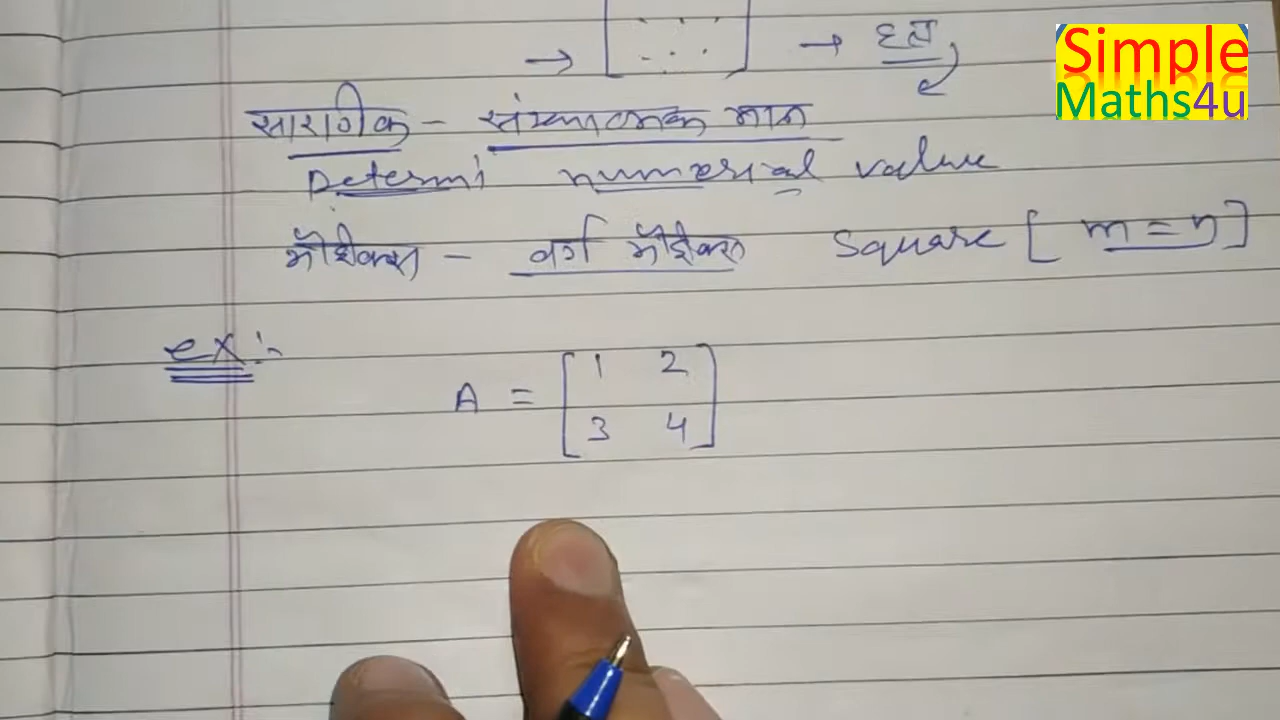 → → हल
Simple
Maths4u
सारणीक - संख्यात्मक मान
Determi numerical value
मैट्रीक्स - वर्ग मैट्रीक्स Square [m = n]
ex:-
A = [1 2
3 4]